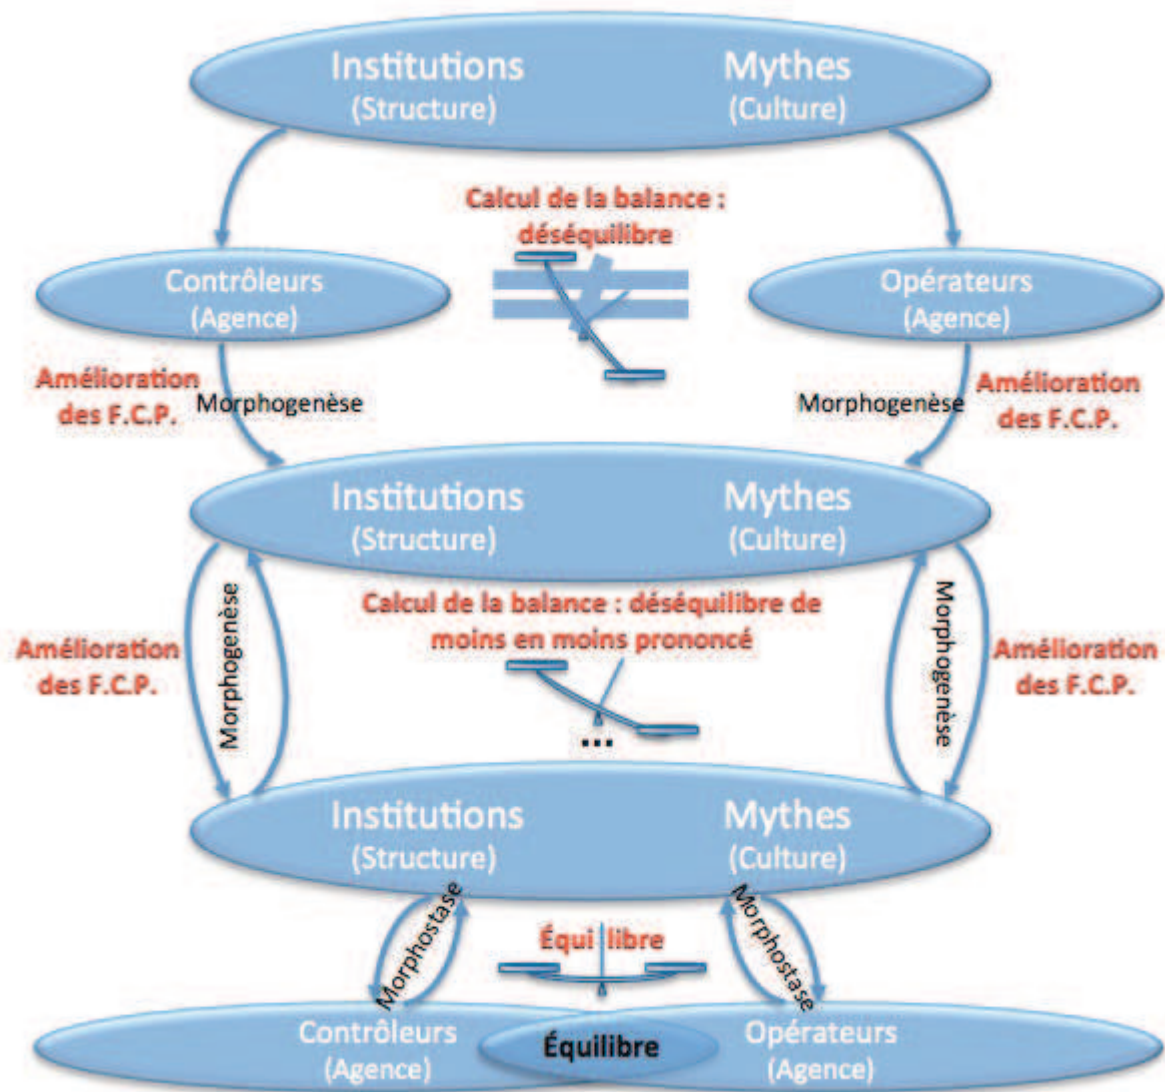 Institutions
(Structure)
Mythes
(Culture)
Calcul de la balance :
déséquilibre
Contrôleurs
(Agence)
Opérateurs
(Agence)
Amélioration
des F.C.P.
Morphogenèse
Morphogenèse
Amélioration
des F.C.P.
Institutions
(Structure)
Mythes
(Culture)
Morphogenèse
Calcul de la balance : déséquilibre de
moins en moins prononcé
Morphogenèse
Amélioration
des F.C.P.
Amélioration
des F.C.P.
...
Institutions
(Structure)
Mythes
(Culture)
Morphostase
Équilibre
Morphostase
Contrôleurs
(Agence)
Équilibre
Opérateurs
(Agence)